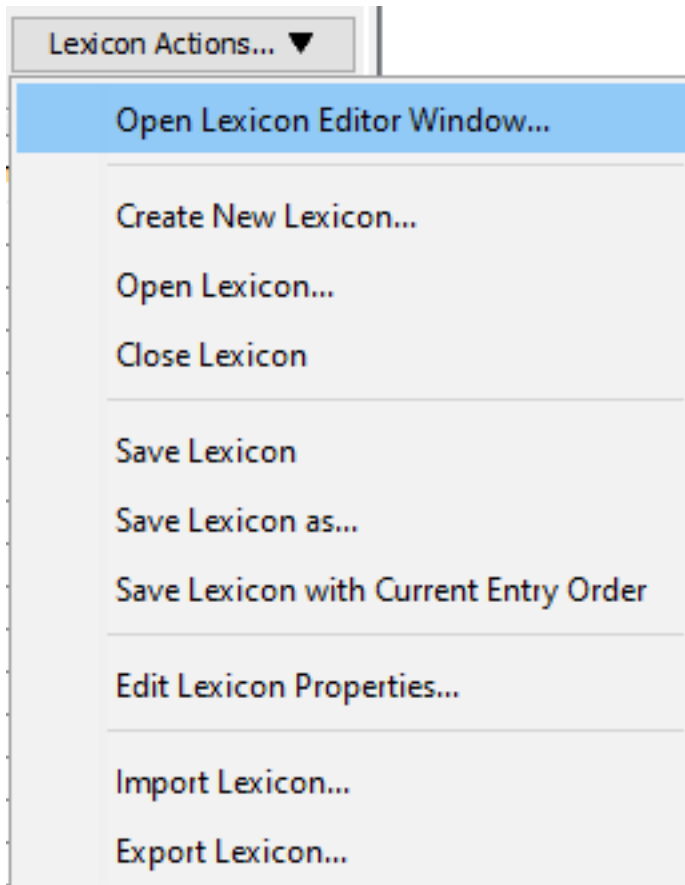 Lexicon Actions... ▼
Open Lexicon Editor Window...
Create New Lexicon...
Open Lexicon...
Close Lexicon
Save Lexicon
Save Lexicon as...
Save Lexicon with Current Entry Order
Edit Lexicon Properties...
Import Lexicon...
Export Lexicon...